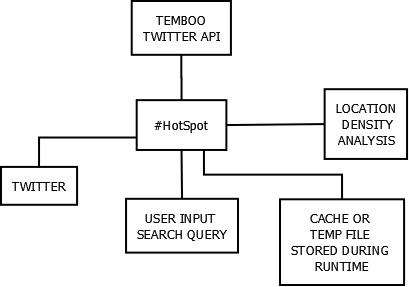 TEMBOO
TWITTER API
#HotSpot
LOCATION
DENSITY
ANALYSIS
TWITTER
USER INPUT
SEARCH QUERY
CACHE OR
TEMP FILE
STORED DURING
RUNTIME